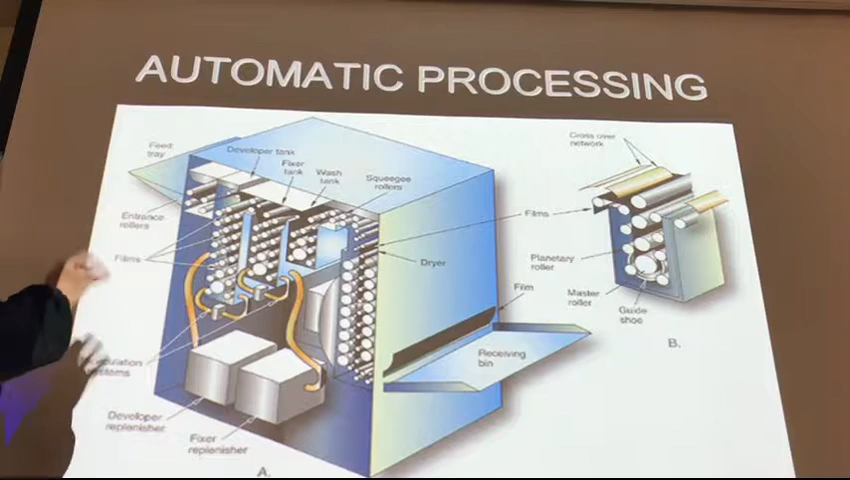 AUTOMATIC PROCESSING
Feed
tray
Developer tank
Fixer
tank
Wash
tank
Squeegee
rollers
Entrance
rollers
Films
Dryer
systems
Developer
replenisher
Fixer
replenisher
A.
Films
Film
Receiving
bin
Cross over
network
Planetary
roller
Master
roller
Guide
shoe
B.